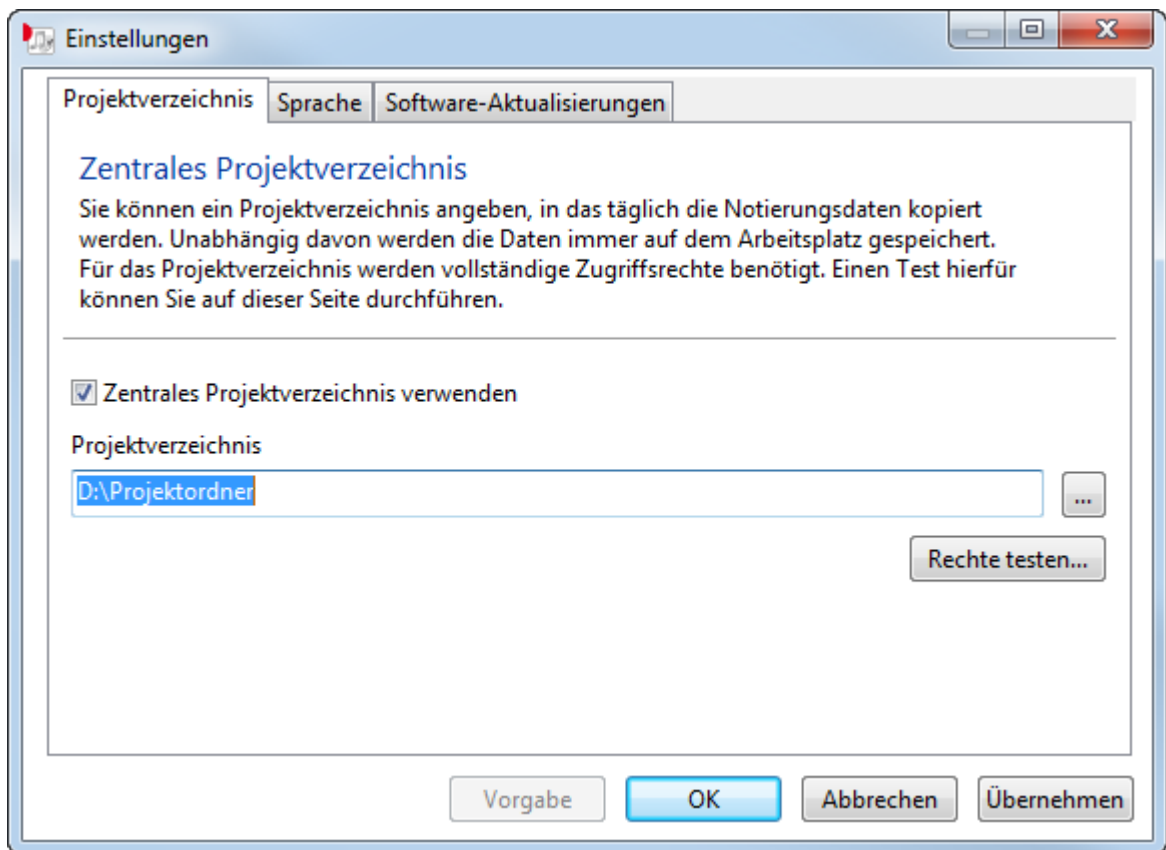 Einstellungen
Projektverzeichnis Sprache Software-Aktualisierungen
Zentrales Projektverzeichnis
Sie können ein Projektverzeichnis angeben, in das täglich die Notierungsdaten kopiert
werden. Unabhängig davon werden die Daten immer auf dem Arbeitsplatz gespeichert.
Für das Projektverzeichnis werden vollständige Zugriffsrechte benötigt. Einen Test hierfür
können Sie auf dieser Seite durchführen.
Zentrales Projektverzeichnis verwenden
Projektverzeichnis
D:\Projektordner ...
Rechte testen...
Vorgabe OK Abbrechen Übernehmen